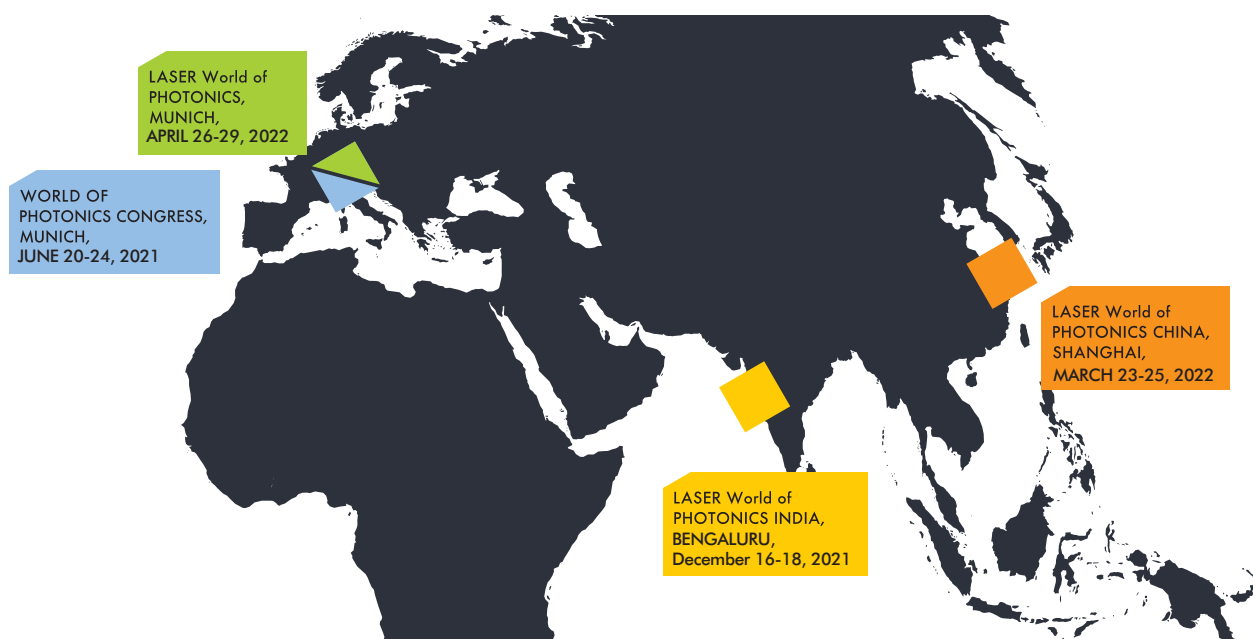 LASER World of
PHOTONICS,
MUNICH,
APRIL 26-29, 2022
WORLD OF
PHOTONICS CONGRESS,
MUNICH,
JUNE 20-24, 2021
LASER World of
PHOTONICS CHINA,
SHANGHAI,
MARCH 23-25, 2022
LASER World of
PHOTONICS INDIA,
BENGALURU,
December 16-18, 2021